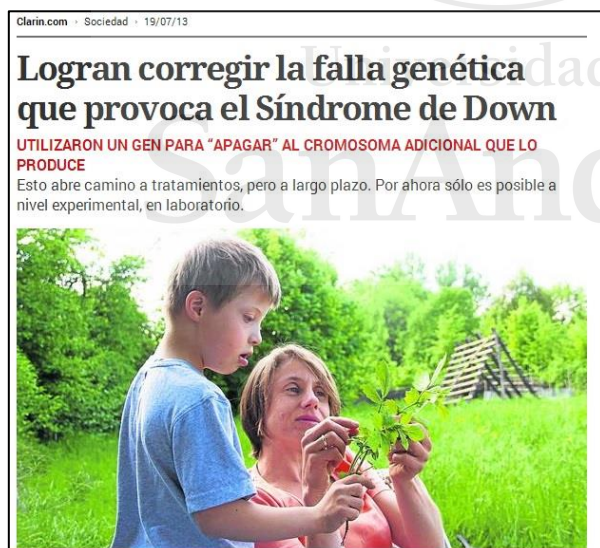 Clarin.com · Sociedad · 19/07/13
Universidad
Logran corregir la falla genética
que provoca el Síndrome de Down
SanAnd
UTILIZARON UN GEN PARA “APAGAR” AL CROMOSOMA ADICIONAL QUE LO
PRODUCE
Esto abre camino a tratamientos, pero a largo plazo. Por ahora sólo es posible a
nivel experimental, en laboratorio.